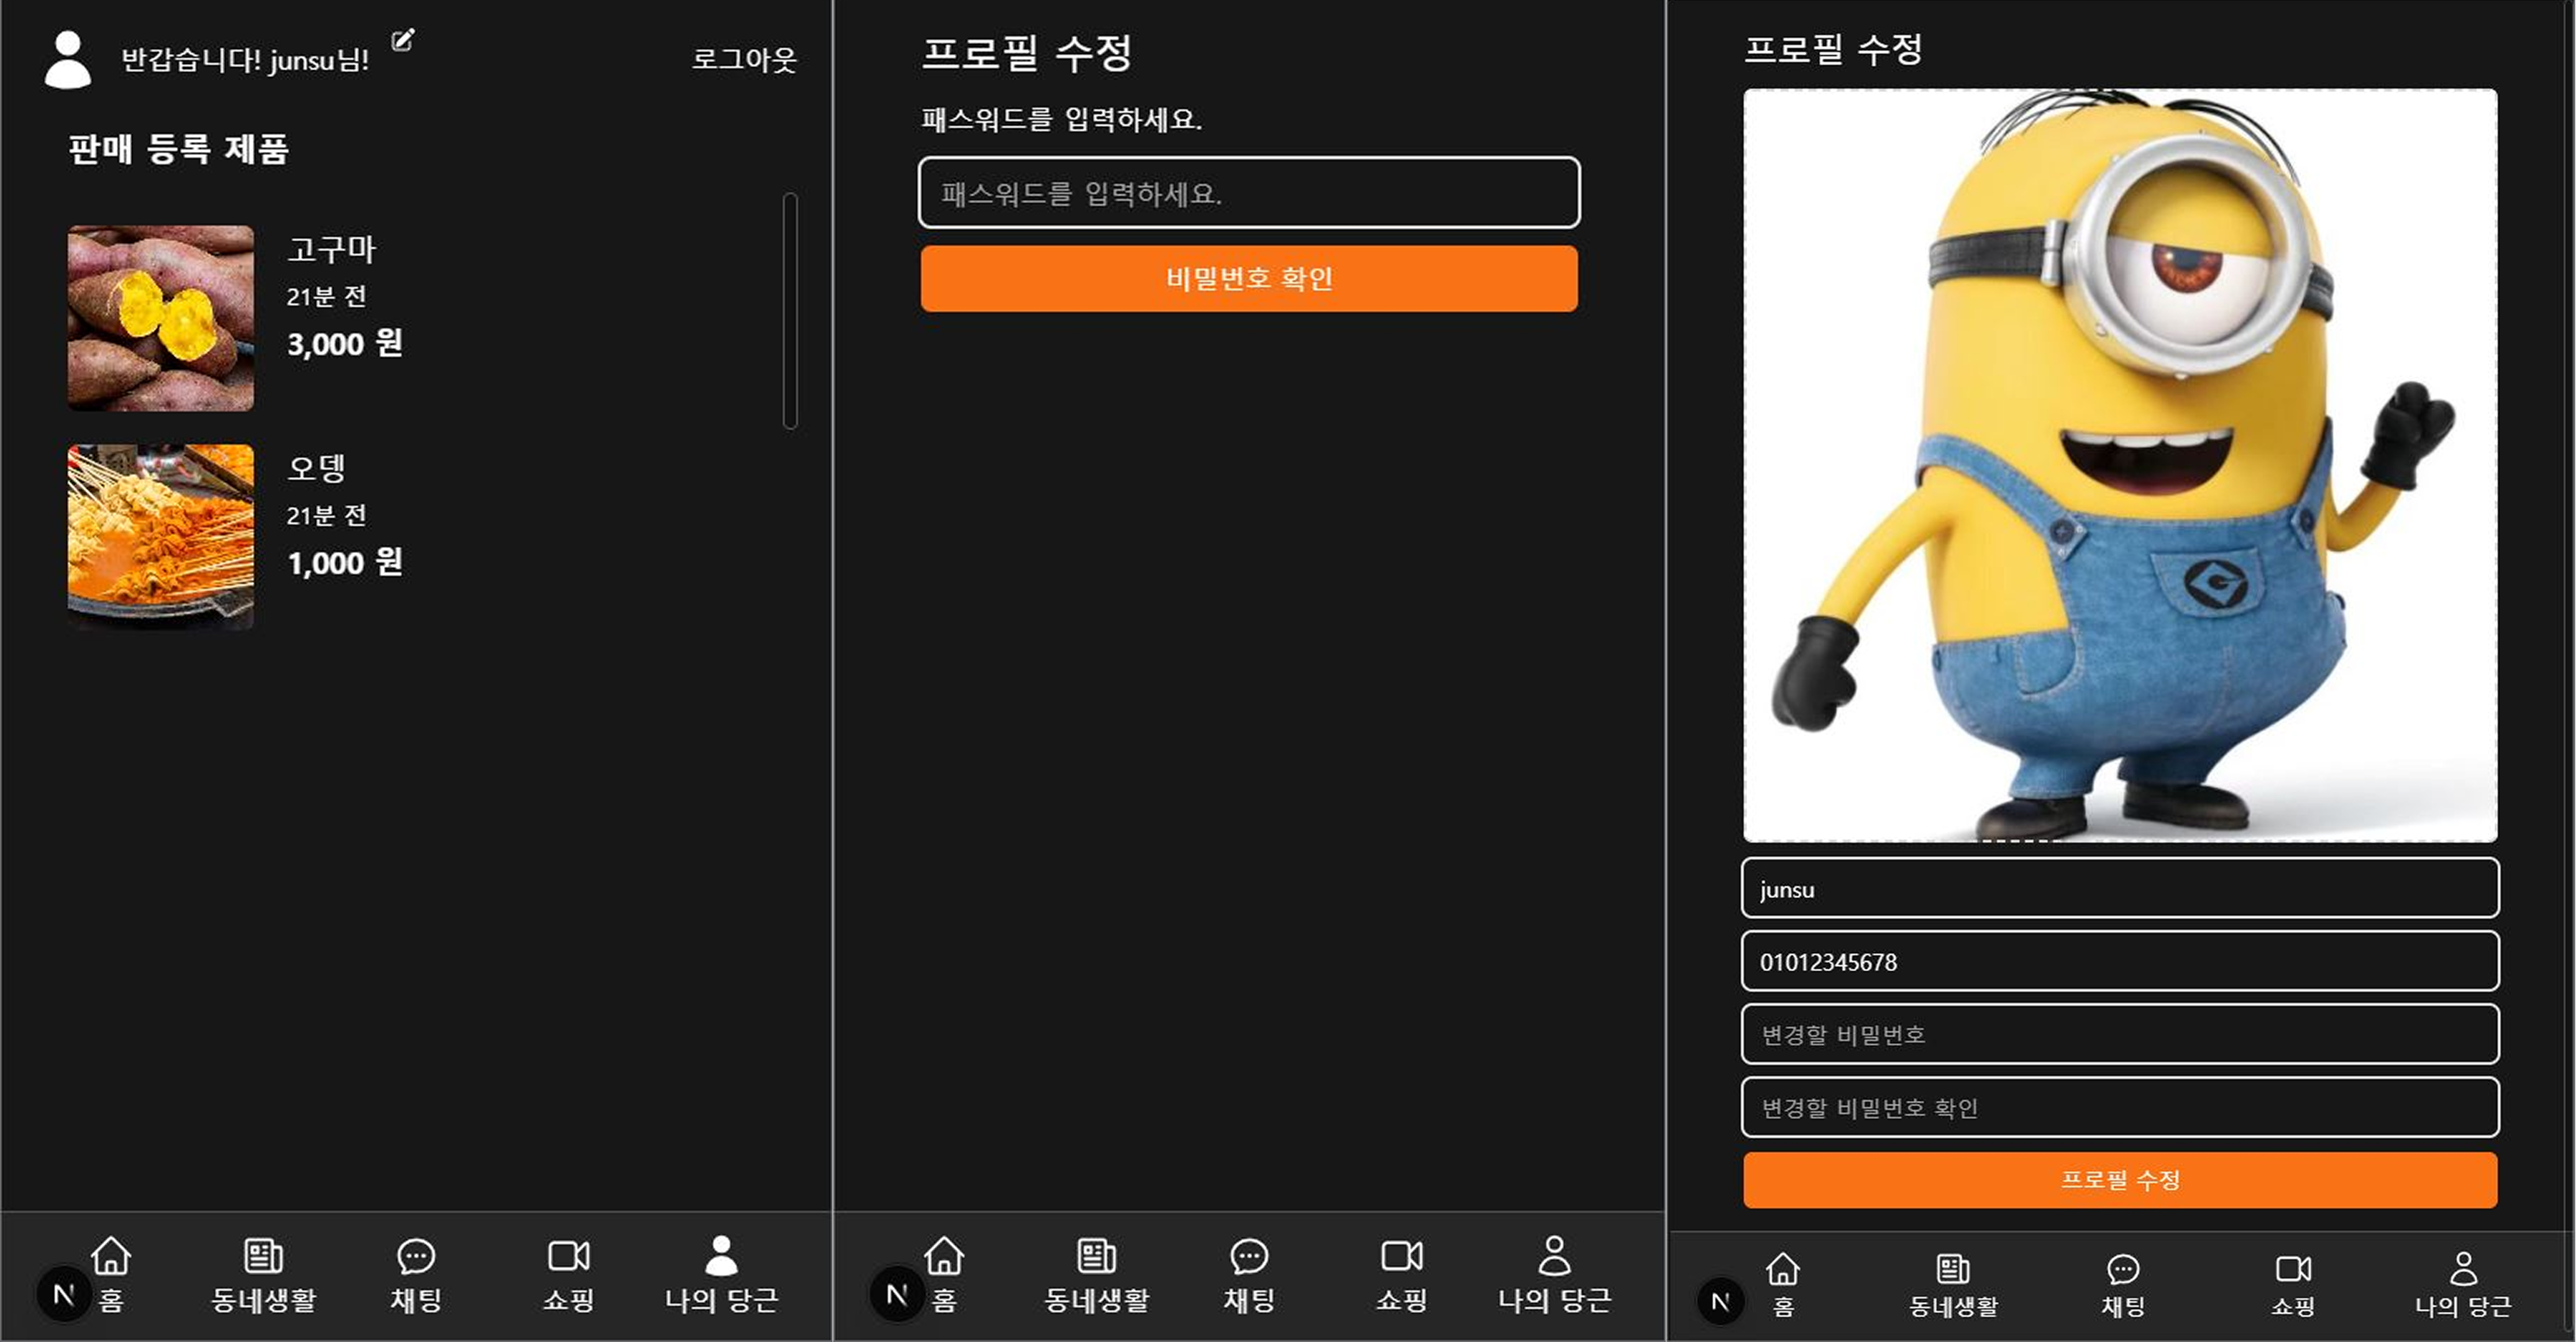 반갑습니다! junsu님!
로그아웃
판매 등록 제품
고구마
21분 전
3,000 원
오뎅
21분 전
1,000 원
N
홈
동네생활
채팅
쇼핑
나의 당근
프로필 수정
패스워드를 입력하세요.
패스워드를 입력하세요.
비밀번호 확인
N
홈
동네생활
채팅
쇼핑
나의 당근
프로필 수정
junsu
01012345678
변경할 비밀번호
변경할 비밀번호 확인
프로필 수정
N
홈
동네생활
채팅
쇼핑
나의 당근